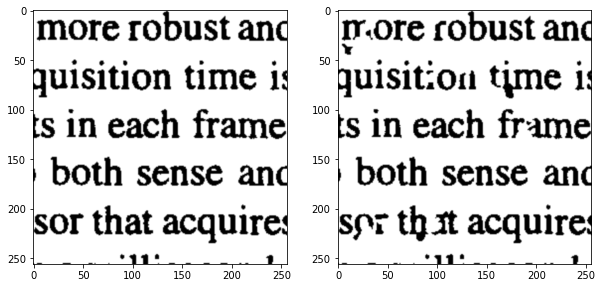 0
50
100
150
200
250
more robust and
quisition time is
ts in each frame
both sense and
sor that acquires
0 50 100 150 200 250
0
50
100
150
200
250
more robust and
quisition time is
ts in each frame
both sense and
sor that acquires
0 50 100 150 200 250